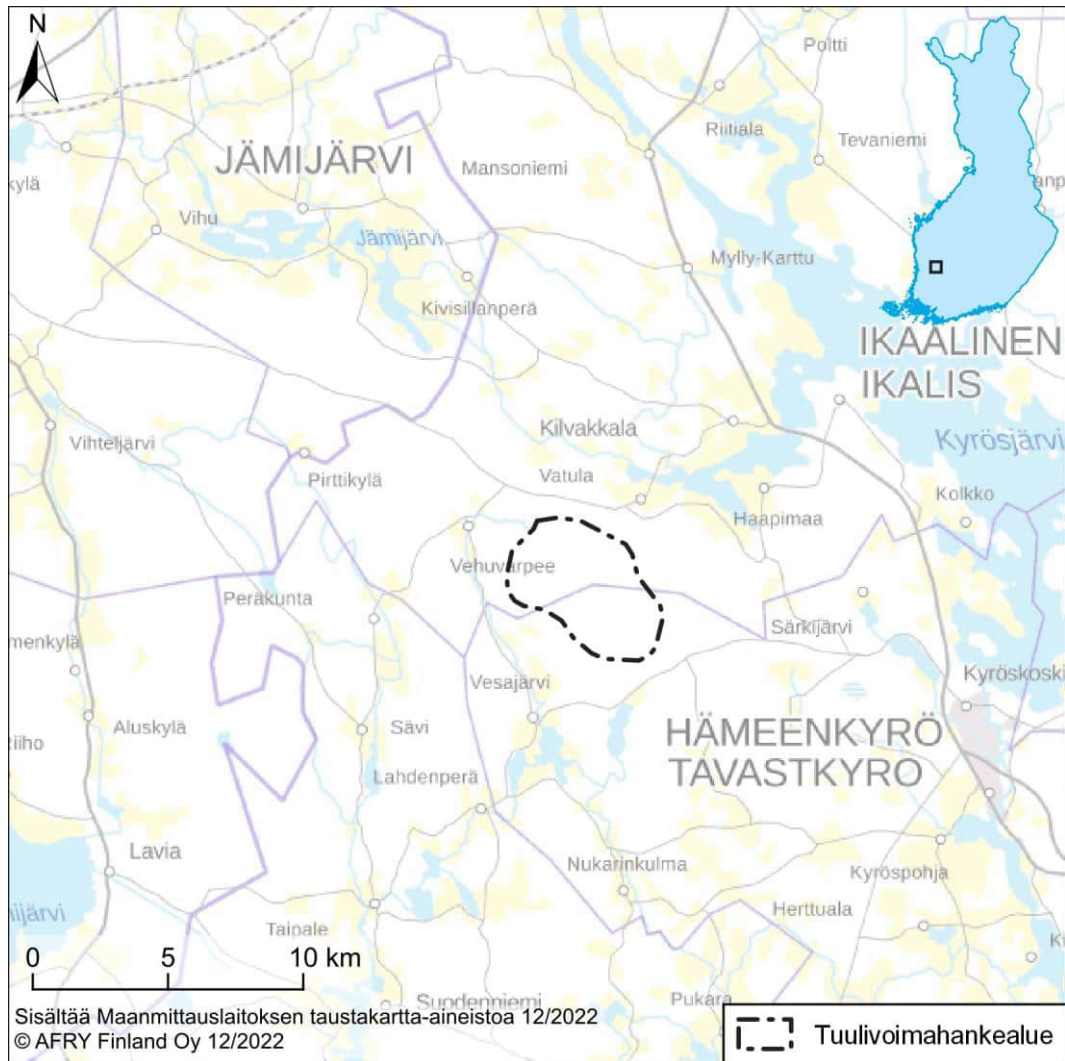 N
Poltti
Riitiala
Tevaniemi
JÄMIJÄRVI
Mansoniemi
Vihu
Jämijärvi
Mylly-Karttu
Kivisillanperä
IKAALINEN
IKALIS
Kilvakkala
Kyrösjärvi
Vihteljärvi
Vatula
Pirttikylä
Kolkko
Haapimaa
Vehuvarpee
Peräkunta
Särkijärvi
Vesajärvi
Kyröskoski
Aluskylä
Sävi
HÄMEENKYRÖ
TAVASTKYRÖ
Lahdenperä
Lavia
Nukarinkulma
Kyröspohja
Herttuala
Taipale
0 5 10 km
Suodenniemi
Pukara
Sisältää Maanmittauslaitoksen taustakartta-aineistoa 12/2022
© AFRY Finland Oy 12/2022
Tuulivoimahankealue